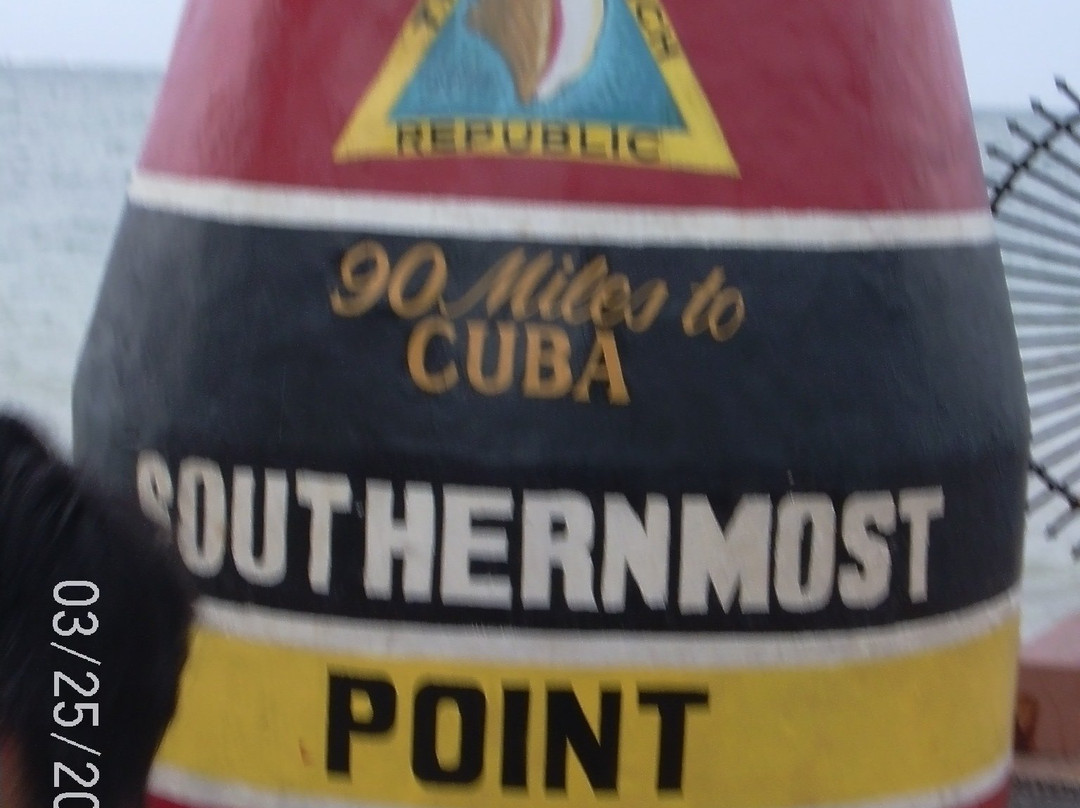 REPUBLIC
90 Miles to
CUBA
SOUTHERNMOST
POINT
03/25/20